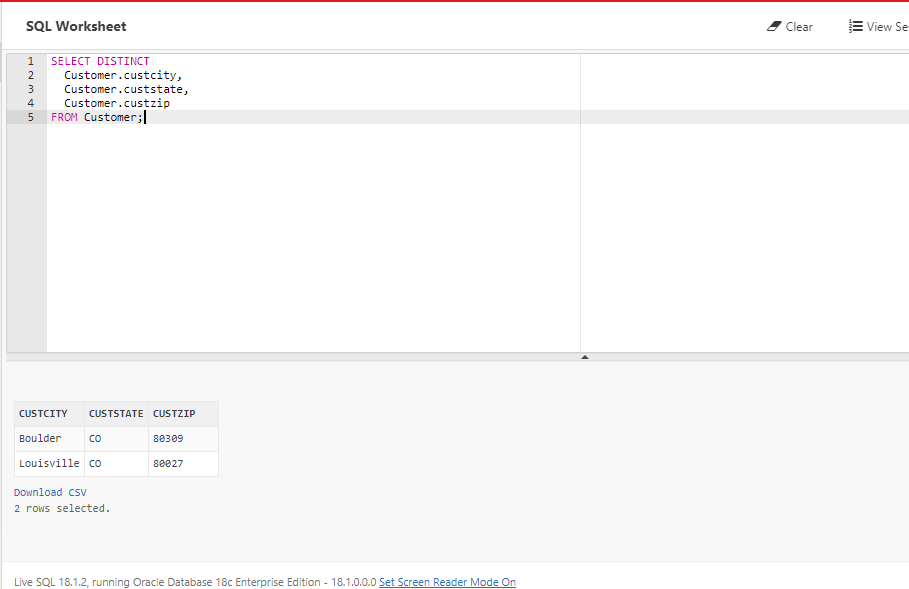 SQL Worksheet
Clear
View Se
1 SELECT DISTINCT
2 Customer.custcity,
3 Customer.custstate,
4 Customer.custzip
5 FROM Customer;
CUSTCITY CUSTSTATE CUSTZIP
Boulder CO 80309
Louisville CO 80027
Download CSV
2 rows selected.
Live SQL 18.1.2, running Oracle Database 18c Enterprise Edition - 18.1.0.0.0 Set Screen Reader Mode On